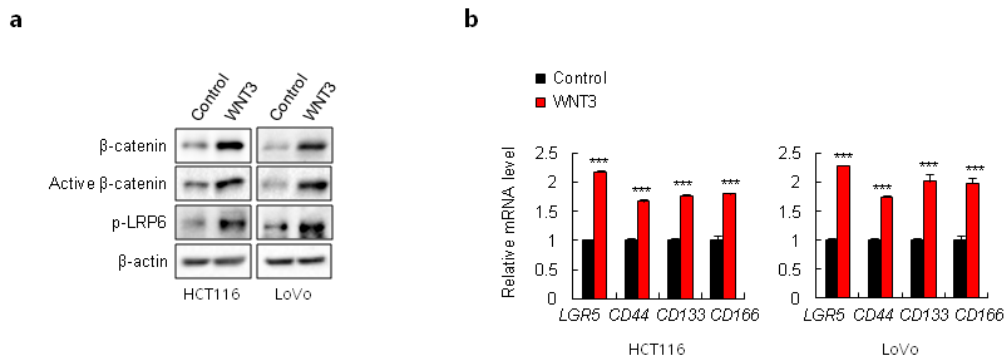 a
Control WNT3 Control WNT3
β-catenin
Active β-catenin
p-LRP6
β-actin
HCT116 LoVo
b
Control
WNT3
Relative mRNA level
2.5
2
1.5
1
0.5
0
*** *** *** ***
LGR5 CD44 CD133 CD166
HCT116
2.5
2
1.5
1
0.5
0
*** *** *** ***
LGR5 CD44 CD133 CD166
LoVo